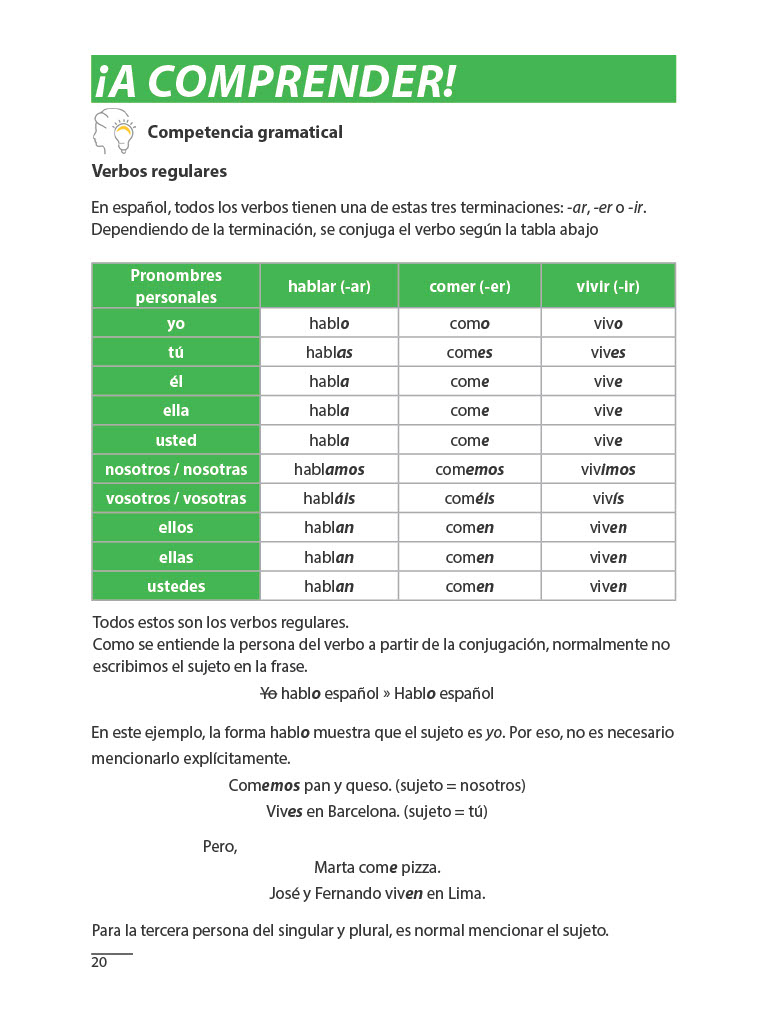 ¡A COMPRENDER!
Competencia gramatical
Verbos regulares
En español, todos los verbos tienen una de estas tres terminaciones: -ar, -er o -ir.
Dependiendo de la terminación, se conjuga el verbo según la tabla abajo
Pronombres
personales
hablar (-ar) comer (-er) vivir (-ir)
yo hablo como vivo
tú hablas comes vives
él habla come vive
ella habla come vive
usted habla come vive
nosotros / nosotras hablamos comemos vivimos
vosotros / vosotras habláis coméis vivís
ellos hablan comen viven
ellas hablan comen viven
ustedes hablan comen viven
Todos estos son los verbos regulares.
Como se entiende la persona del verbo a partir de la conjugación, normalmente no
escribimos el sujeto en la frase.
Yo hablo español » Hablo español
En este ejemplo, la forma hablo muestra que el sujeto es yo. Por eso, no es necesario
mencionarlo explícitamente.
Comemos pan y queso. (sujeto = nosotros)
Vives en Barcelona. (sujeto = tú)
Pero,
Marta come pizza.
José y Fernando viven en Lima.
Para la tercera persona del singular y plural, es normal mencionar el sujeto.
20